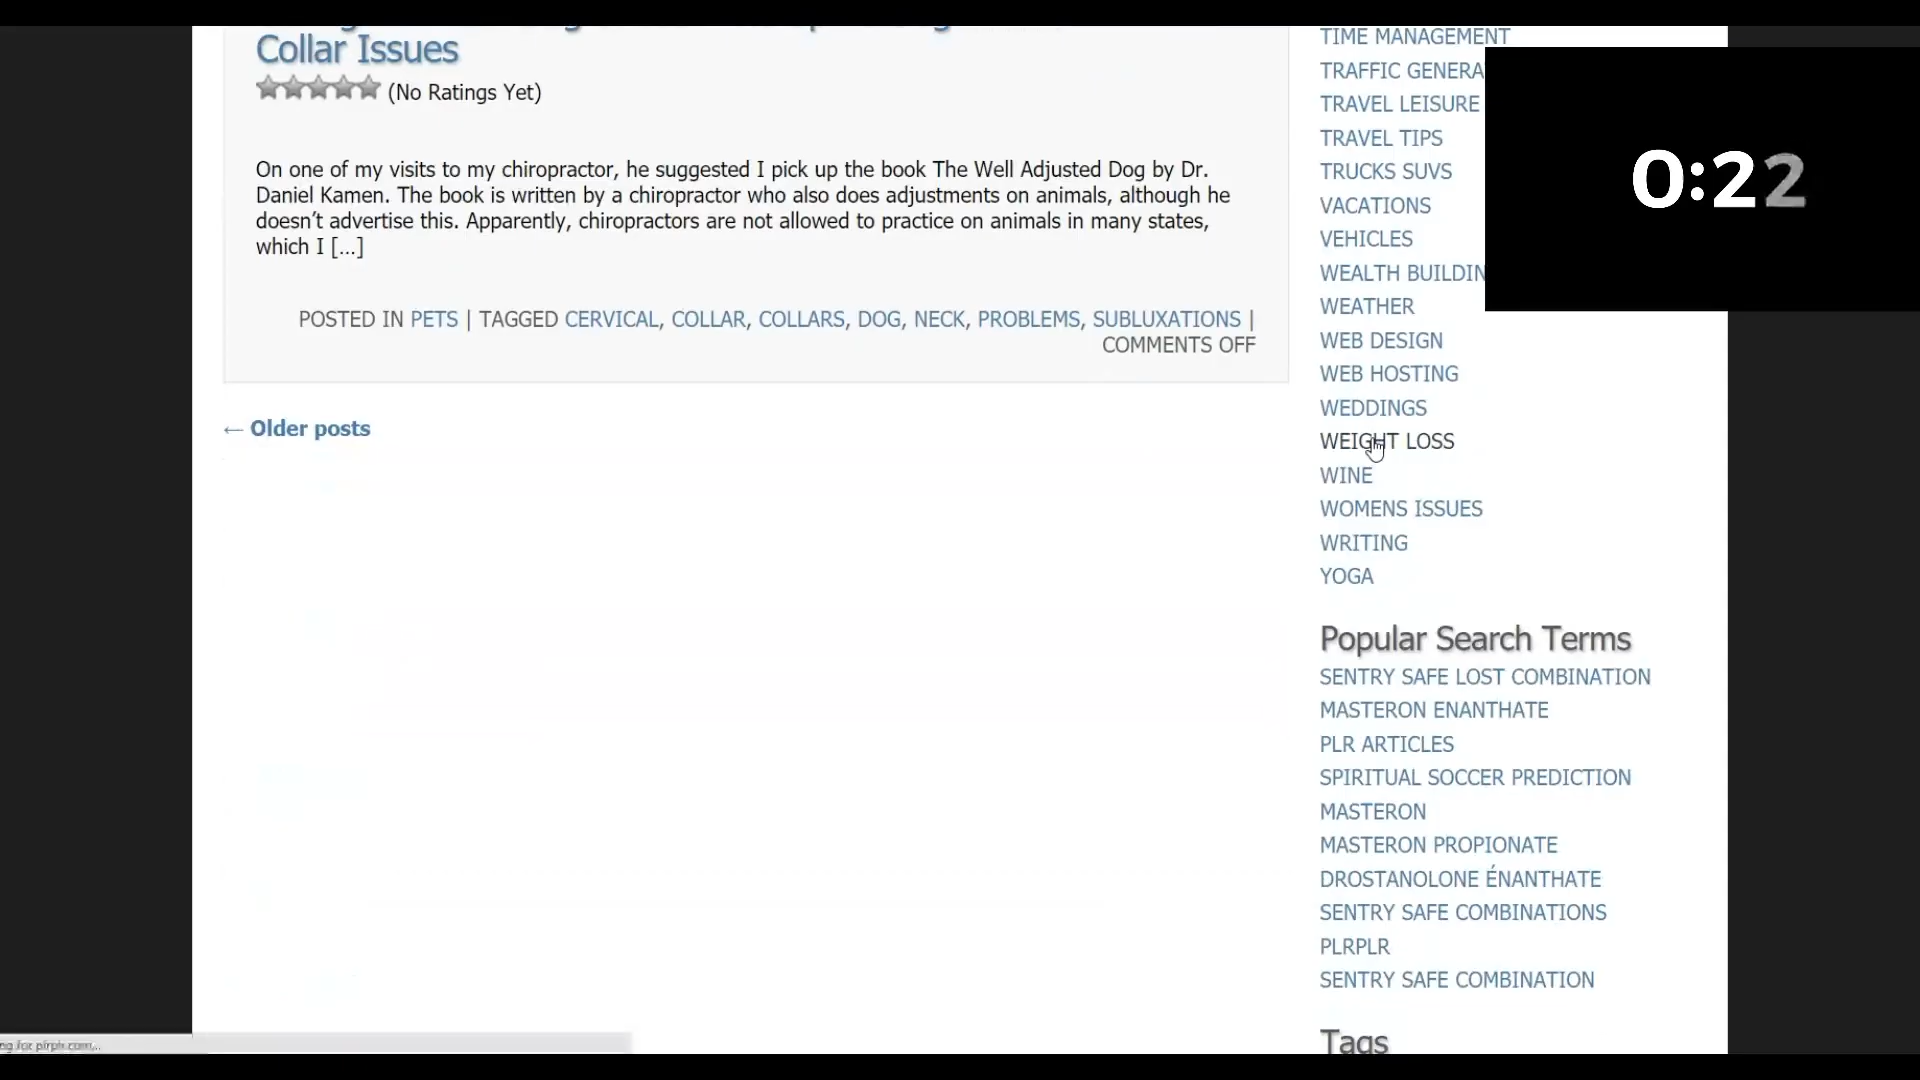 Collar Issues
(No Ratings Yet)
On one of my visits to my chiropractor, he suggested I pick up the book The Well Adjusted Dog by Dr.
Daniel Kamen. The book is written by a chiropractor who also does adjustments on animals, although he
doesn’t advertise this. Apparently, chiropractors are not allowed to practice on animals in many states,
which I [...]
POSTED IN PETS | TAGGED CERVICAL, COLLAR, COLLARS, DOG, NECK, PROBLEMS, SUBLUXATIONS |
COMMENTS OFF
← Older posts
TIME MANAGEMENT
TRAFFIC GENERA
TRAVEL LEISURE
TRAVEL TIPS
TRUCKS SUVS
VACATIONS
VEHICLES
WEALTH BUILDIN
WEATHER
WEB DESIGN
WEB HOSTING
WEDDINGS
WEIGHT LOSS
WINE
WOMENS ISSUES
WRITING
YOGA
Popular Search Terms
SENTRY SAFE LOST COMBINATION
MASTERON ENANTHATE
PLR ARTICLES
SPIRITUAL SOCCER PREDICTION
MASTERON
MASTERON PROPIONATE
DROSTANOLONE ÉNANTHATE
SENTRY SAFE COMBINATIONS
PLRPLR
SENTRY SAFE COMBINATION
Tags
0:22